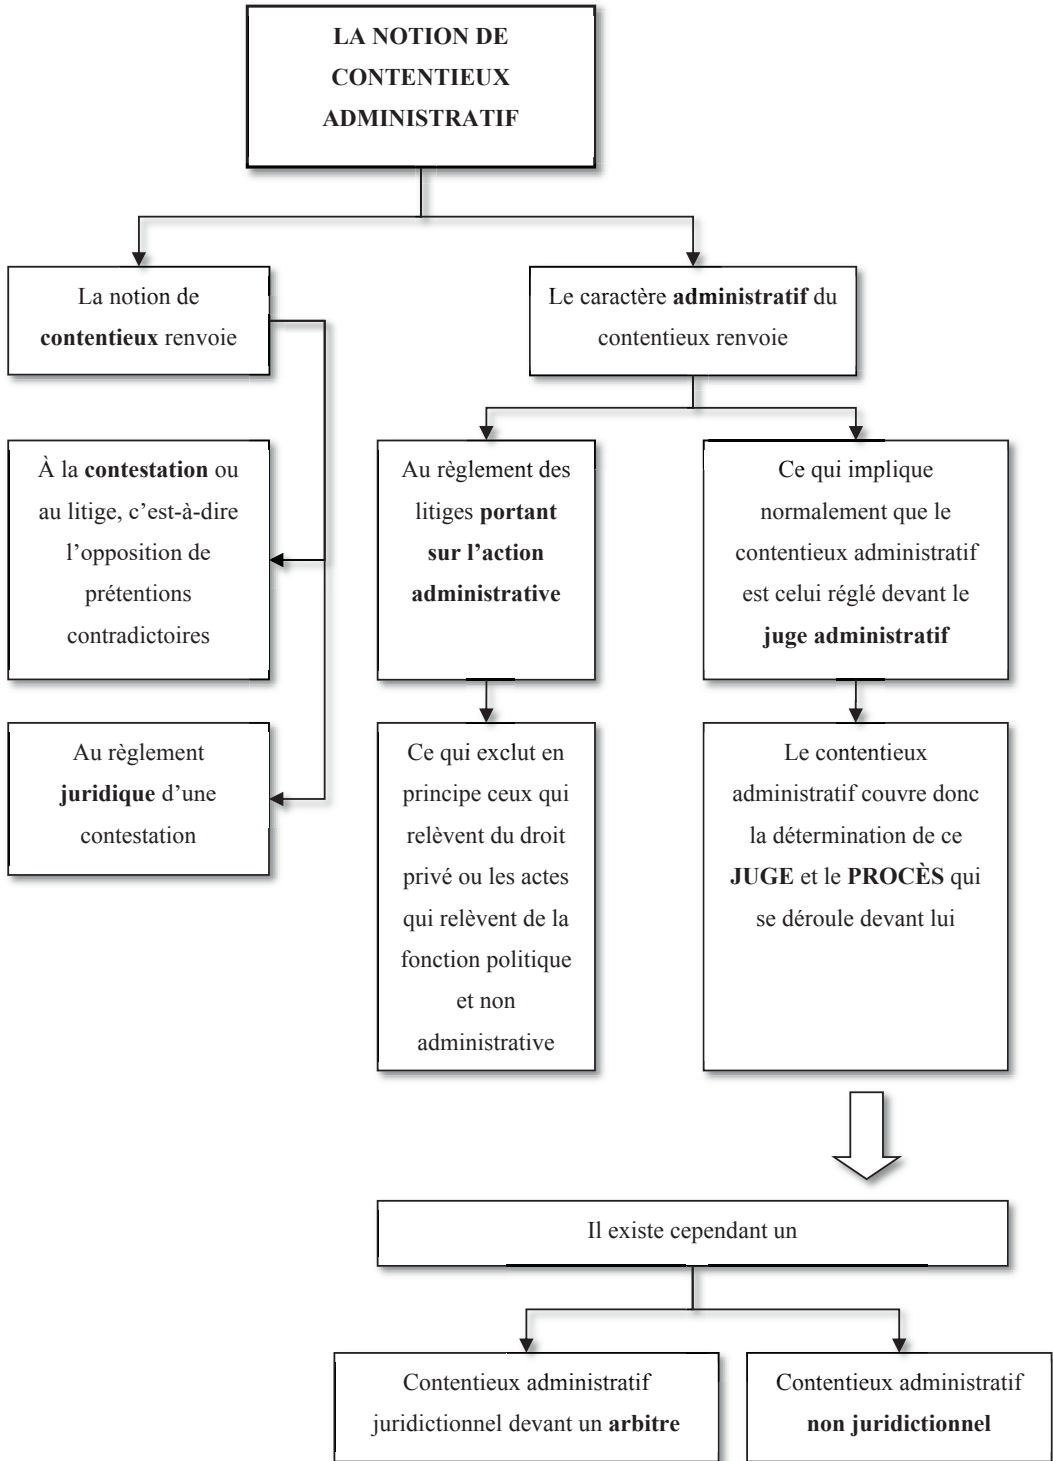 LA NOTION DE
CONTENTIEUX
ADMINISTRATIF
La notion de
contentieux renvoie
Le caractère administratif du
contentieux renvoie
À la contestation ou
au litige, c’est-à-dire
l’opposition de
prétentions
contradictoires
Au règlement des
litiges portant
sur l’action
administrative
Ce qui implique
normalement que le
contentieux administratif
est celui réglé devant le
juge administratif
Au règlement
juridique d’une
contestation
Ce qui exclut en
principe ceux qui
relèvent du droit
privé ou les actes
qui relèvent de la
fonction politique
et non
administrative
Le contentieux
administratif couvre donc
la détermination de ce
JUGE et le PROCÈS qui
se déroule devant lui
Il existe cependant un
Contentieux administratif
juridictionnel devant un arbitre
Contentieux administratif
non juridictionnel